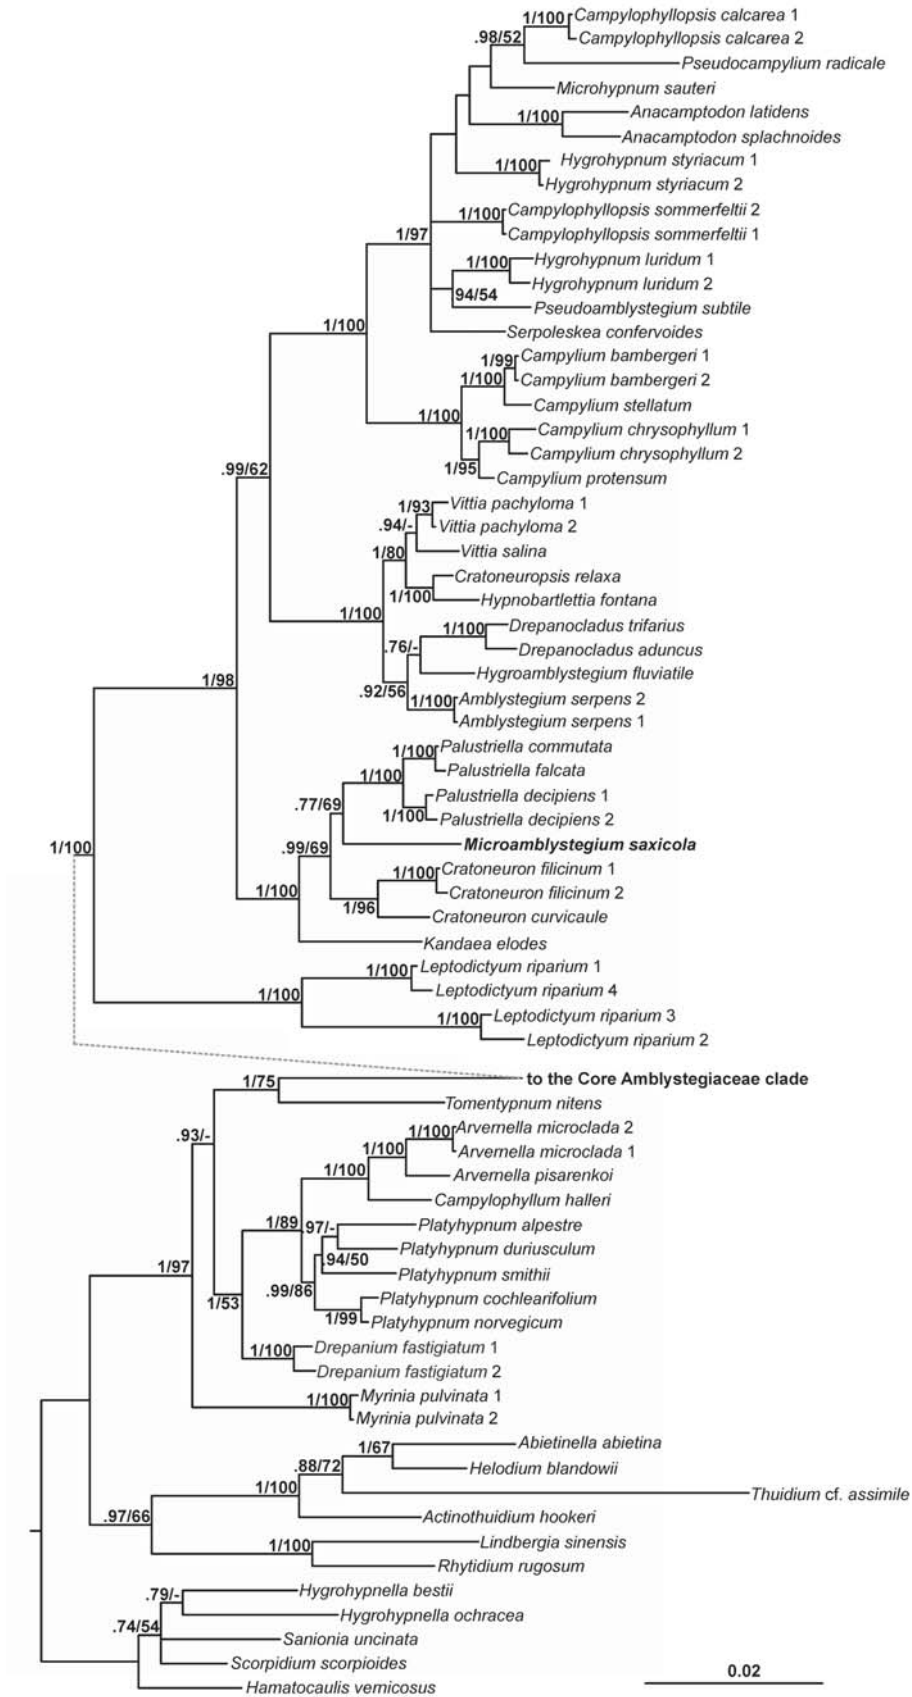 1/100 Campylophyllopsis calcarea 1
.98/52 Campylophyllopsis calcarea 2
Pseudocampylium radicale
Microhypnum sauteri
Anacamptodon latidens
1/100
Anacamptodon splachnoides
Hygrohypnum styriacum 1
1/100
Hygrohypnum styriacum 2
1/100 Campylophyllopsis sommerfeltii 2
1/97 Campylophyllopsis sommerfeltii 1
1/100 Hygrohypnum luridum 1
Hygrohypnum luridum 2
94/54
Pseudoamblystegium subtile
1/100 Serpoleskea confervoides
1/99 Campylium bambergeri 1
1/100 Campylium bambergeri 2
Campylium stellatum
1/100
1/100 Campylium chrysophyllum 1
Campylium chrysophyllum 2
.99/62 1/95
Campylium protensum
1/93 Vittia pachyloma 1
.94/- Vittia pachyloma 2
1/80 Vittia salina
Cratoneuropsis relaxa
1/100 Hypnobartlettia fontana
1/100
1/100 Drepanocladus trifarius
.76/- Drepanocladus aduncus
Hygroamblystegium fluviatile
1/98 .92/56
1/100 Amblystegium serpens 2
Amblystegium serpens 1
1/100 Palustriella commutata
1/100 Palustriella falcata
Palustriella decipiens 1
.77/69
1/100 Palustriella decipiens 2
Microamblystegium saxicola
1/100 .99/69
1/100 Cratoneuron filicinum 1
1/100 Cratoneuron filicinum 2
1/96
Cratoneuron curvicaule
Kandaea elodes
1/100 Leptodictyum riparium 1
1/100 Leptodictyum riparium 4
1/100 Leptodictyum riparium 3
Leptodictyum riparium 2
1/75 to the Core Amblystegiaceae clade
Tomentypnum nitens
.93/- 1/100 Arvernella microclada 2
1/100 Arvernella microclada 1
1/100 Arvernella pisarenkoi
Campylophyllum halleri
1/89 .97/- Platyhypnum alpestre
Platyhypnum duriusculum
1/97 .94/50
Platyhypnum smithii
.99/86
1/53 Platyhypnum cochlearifolium
1/99 Platyhypnum norvegicum
1/100 Drepanium fastigiatum 1
Drepanium fastigiatum 2
1/100 Myrinia pulvinata 1
Myrinia pulvinata 2
1/67 Abietinella abietina
.88/72 Helodium blandowii
1/100 Thuidium cf. assimile
.97/66 Actinothuidium hookeri
1/100 Lindbergia sinensis
Rhytidium rugosum
.79/- Hygrohypnella bestii
Hygrohypnella ochracea
.74/54
Sanionia uncinata
Scorpidium scorpioides
0.02
Hamatocaulis vernicosus